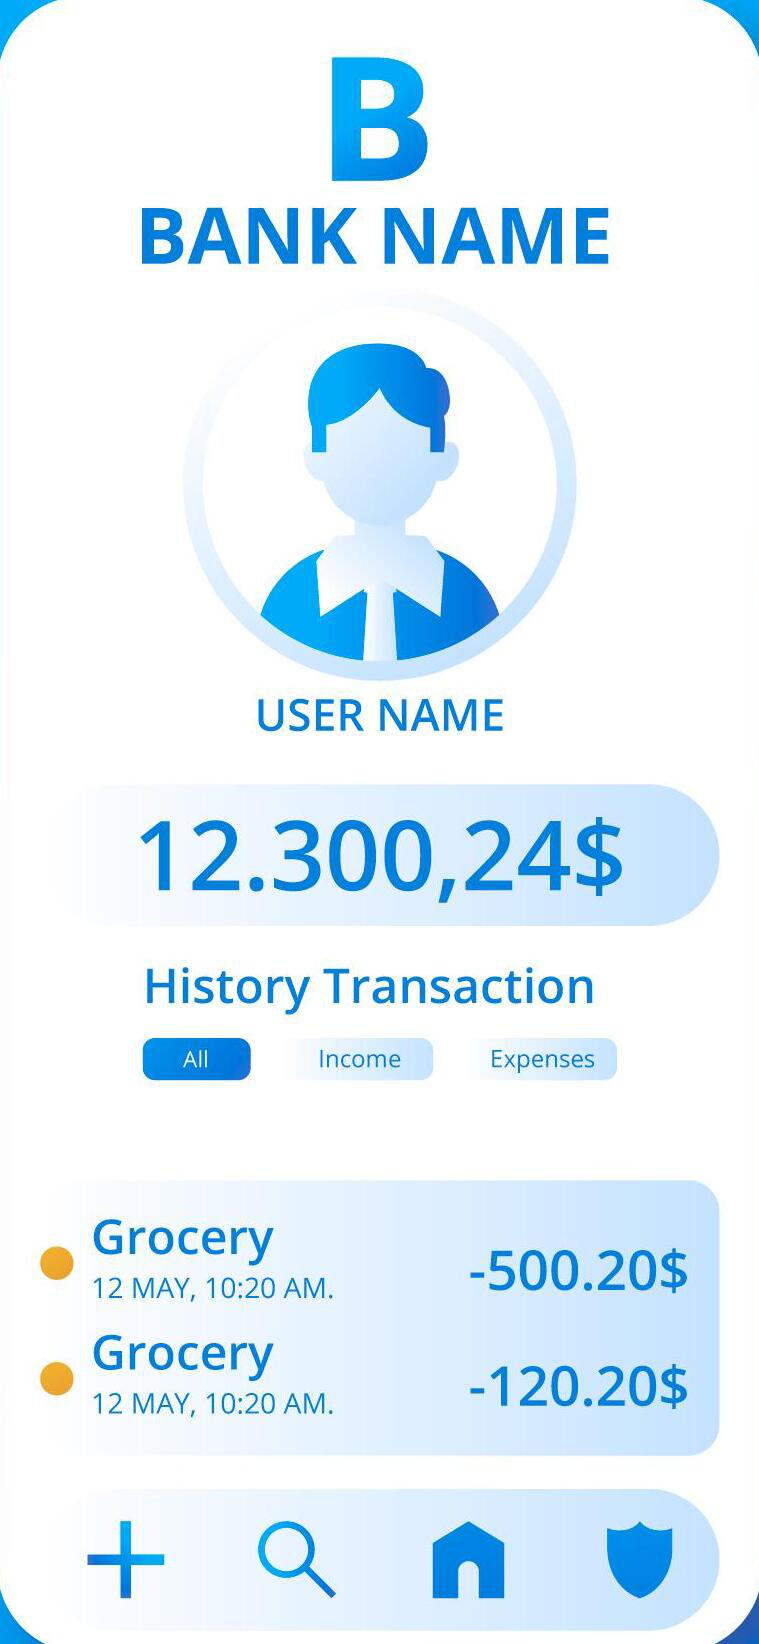 B
BANK NAME
USER NAME
12.300,24$
History Transaction
All Income Expenses
Grocery
12 MAY, 10:20 AM.
-500.20$
Grocery
12 MAY, 10:20 AM.
-120.20$